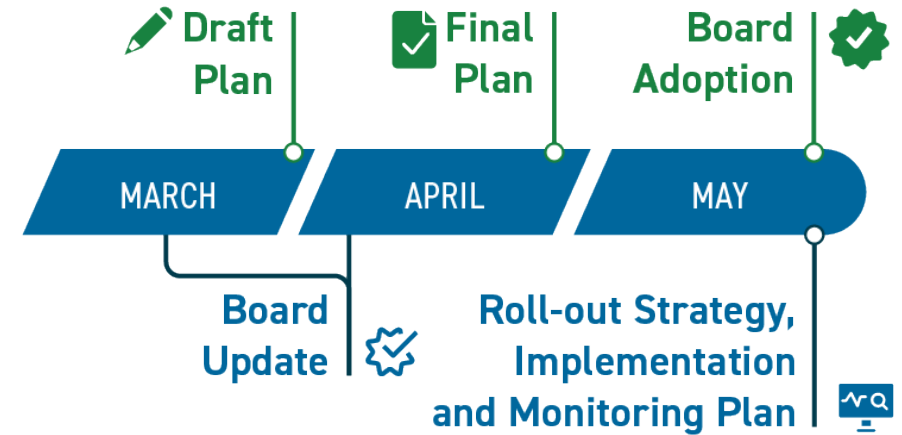 Draft
Plan
Final
Plan
Board
Adoption
MARCH
APRIL
MAY
Board
Update
Roll-out Strategy,
Implementation
and Monitoring Plan